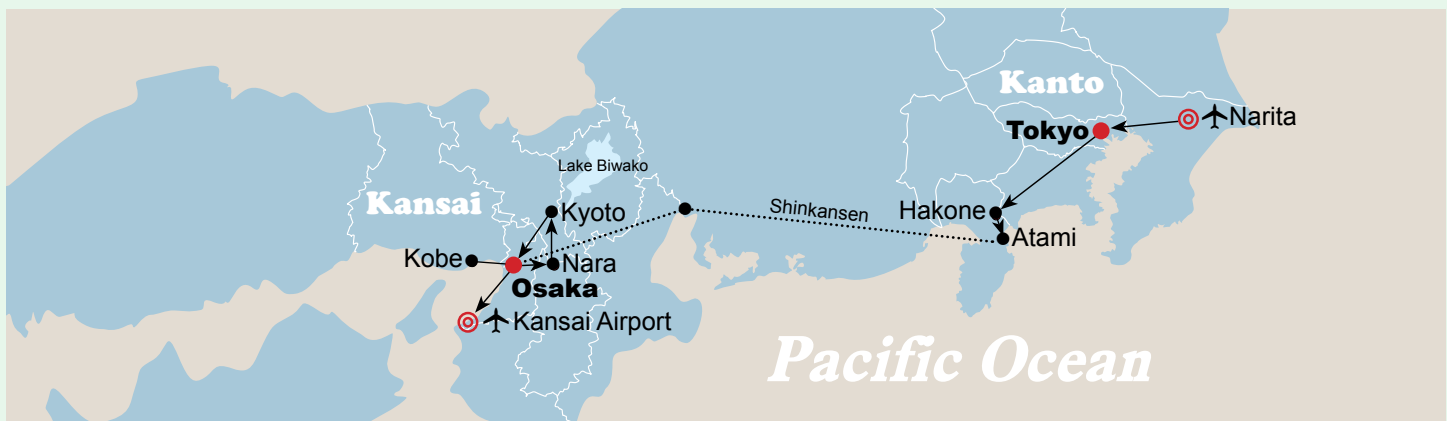 Kanto
Narita
Tokyo
Lake Biwako
Kansai
Kyoto
Shinkansen
Hakone
Atami
Kobe
Nara
Osaka
Kansai Airport
Pacific Ocean